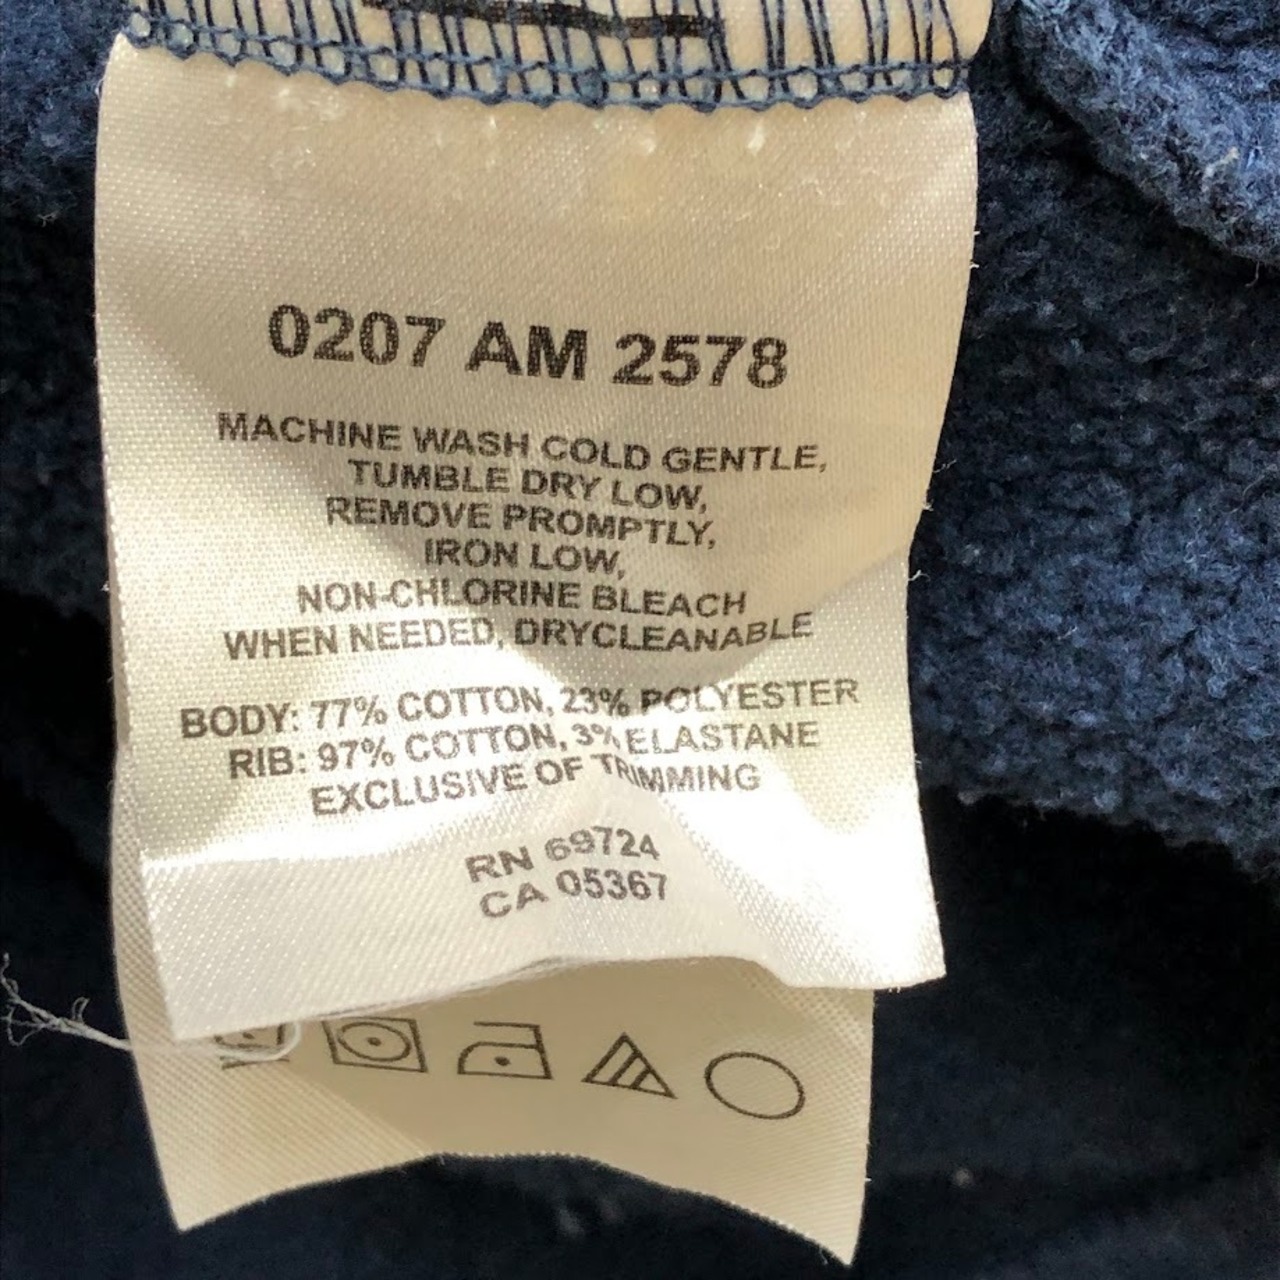 0207 AM 2578
MACHINE WASH COLD GENTLE,
TUMBLE DRY LOW,
REMOVE PROMPTLY,
IRON LOW,
NON-CHLORINE BLEACH
WHEN NEEDED, DRYCLEANABLE
BODY: 77% COTTON, 23% POLYESTER
RIB: 97% COTTON, 3% ELASTANE
EXCLUSIVE OF TRIMMING
RN 69724
CA 05367